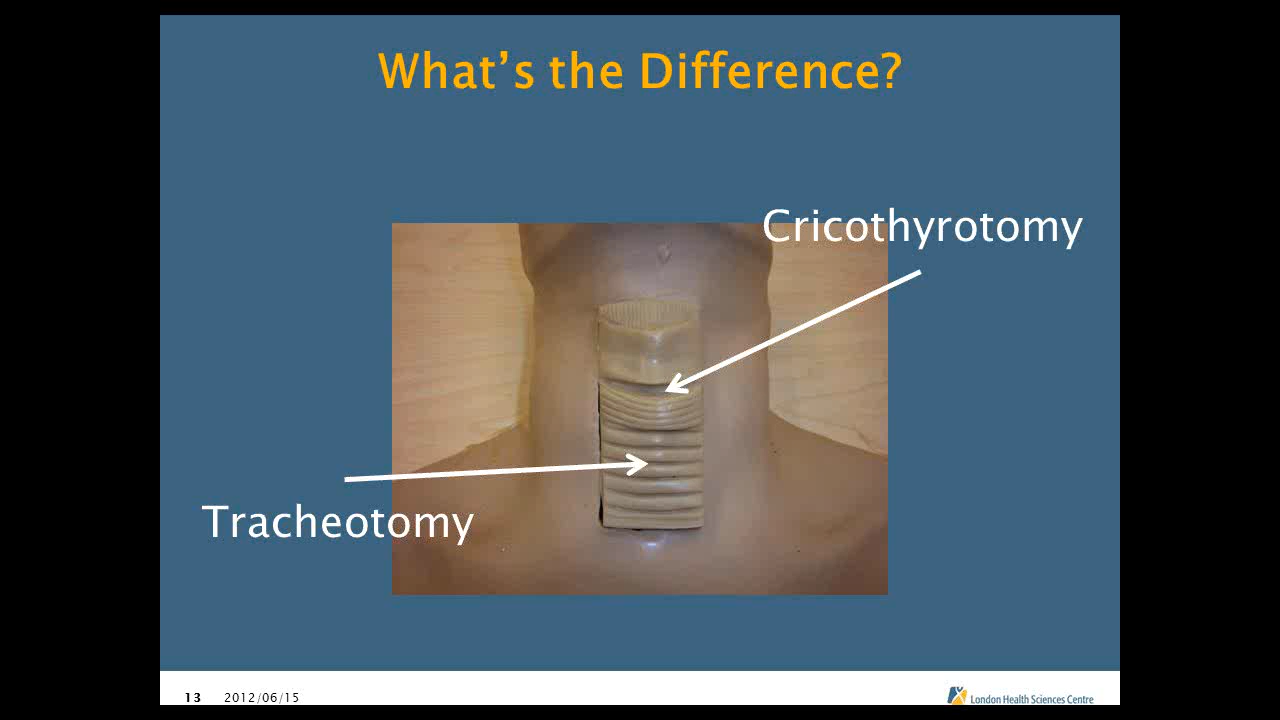 What's the Difference?
Cricothyrotomy
Tracheotomy
13 2012/06/15
London Health Sciences Centre